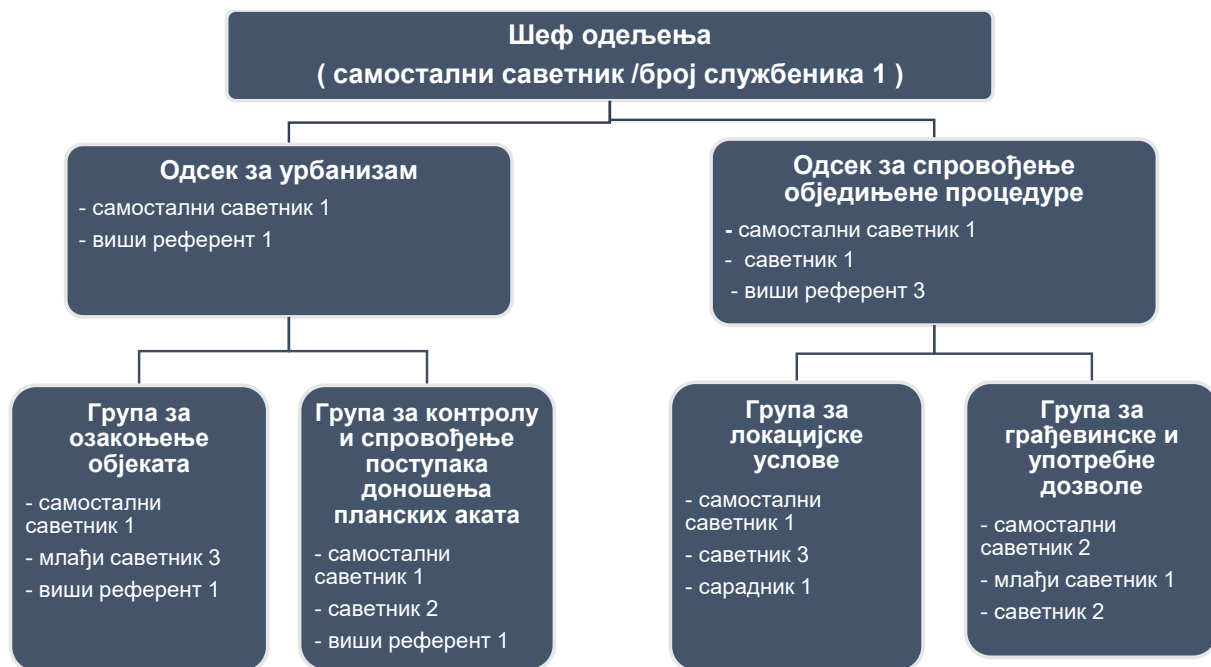 Шеф одељења
( самостални саветник /број службеника 1 )
Одсек за урбанизам
- самостални саветник 1
- виши референт 1
Одсек за спровођење
обједињене процедуре
- самостални саветник 1
- саветник 1
- виши референт 3
Група за
озакоњење
објеката
- самостални
саветник 1
- млађи саветник 3
- виши референт 1
Група за контролу
и спровођење
поступака
доношења
планских аката
- самостални
саветник 1
- саветник 2
- виши референт 1
Група за
локацијске
услове
- самостални
саветник 1
- саветник 3
- сарадник 1
Група за
грађевинске и
употребне
дозволе
- самостални
саветник 2
- млађи саветник 1
- саветник 2